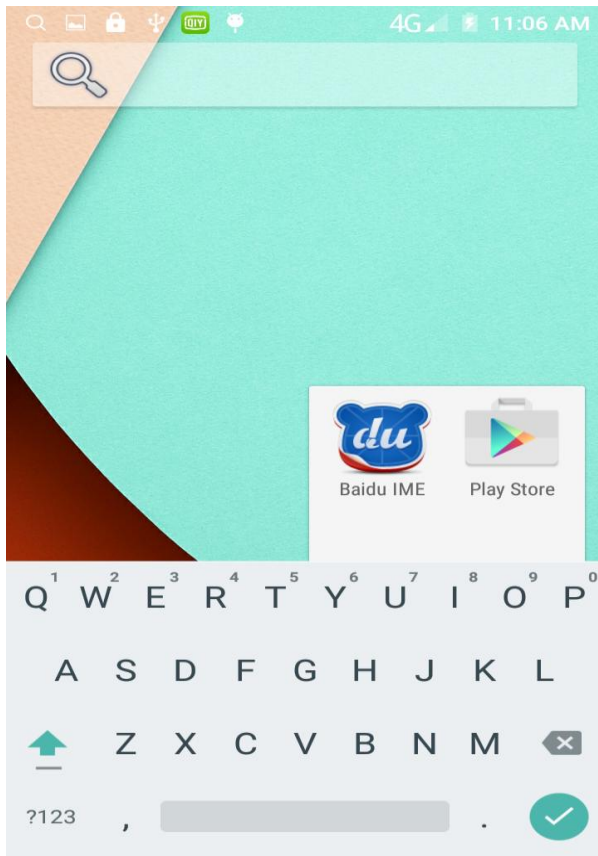 QIY 4G 11:06 AM
du
Baidu IME Play Store
1 2 3 4 5 6 7 8 9 0
Q W E R T Y U I O P
A S D F G H J K L
Z X C V B N M
?123 , .